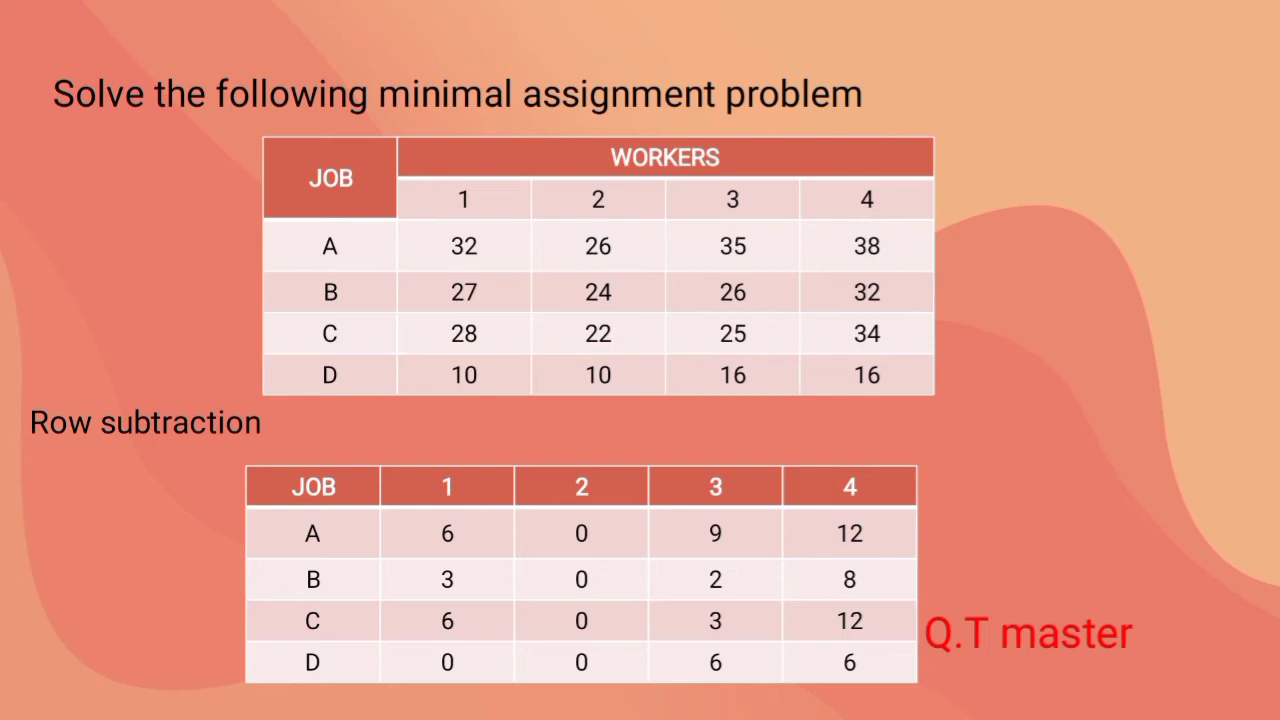 Solve the following minimal assignment problem
JOB WORKERS
1 2 3 4
A 32 26 35 38
B 27 24 26 32
C 28 22 25 34
D 10 10 16 16
Row subtraction
JOB 1 2 3 4
A 6 0 9 12
B 3 0 2 8
C 6 0 3 12
D 0 0 6 6
Q.T master